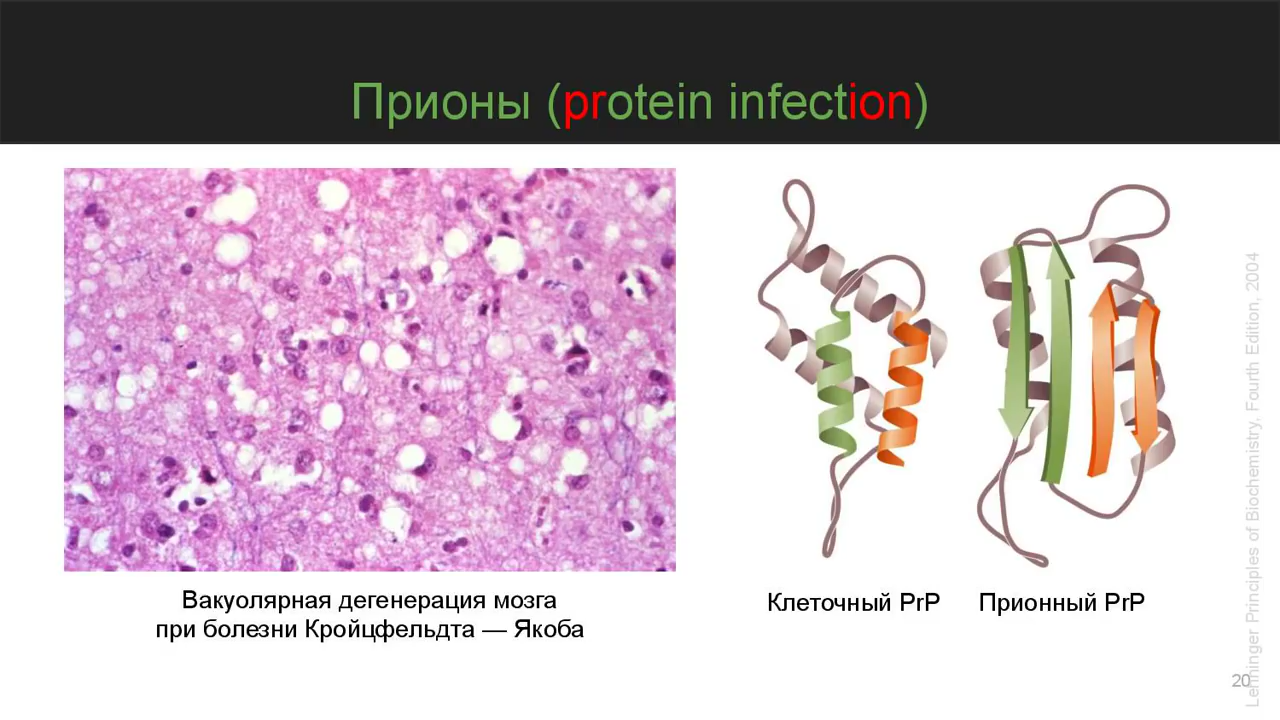 Прионы (protein infection)
Вакуолярная дегенерация мозга
при болезни Кройцфельдта — Якоба
Клеточный PrP
Прионный PrP
Lenhinger Principles of Biochemistry, Fourth Edition, 2004
20